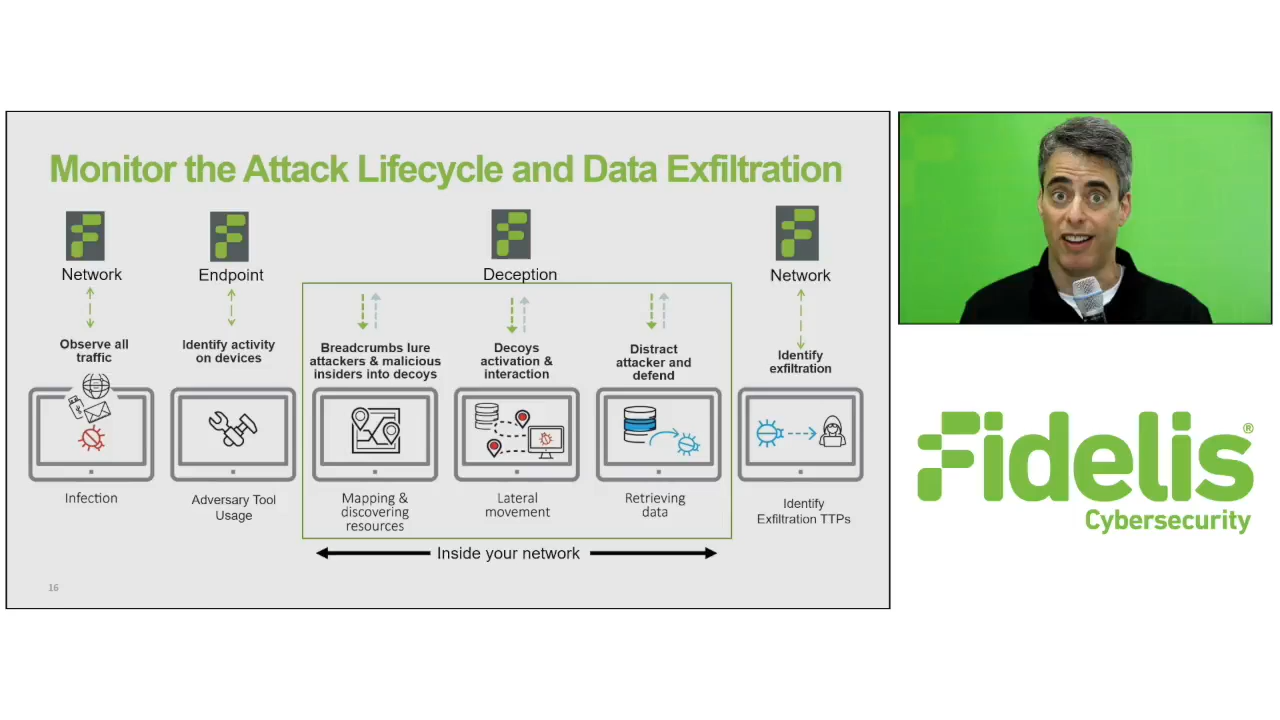 Monitor the Attack Lifecycle and Data Exfiltration
Network
Endpoint
Deception
Network
Observe all
traffic
Identify activity
on devices
Breadcrumbs lure
attackers & malicious
insiders into decoys
Decoys
activation &
interaction
Distract
attacker and
defend
Identify
exfiltration
Infection
Adversary Tool
Usage
Mapping &
discovering
resources
Lateral
movement
Retrieving
data
Identify
Exfiltration TTPs
Inside your network
16
Fidelis®
Cybersecurity